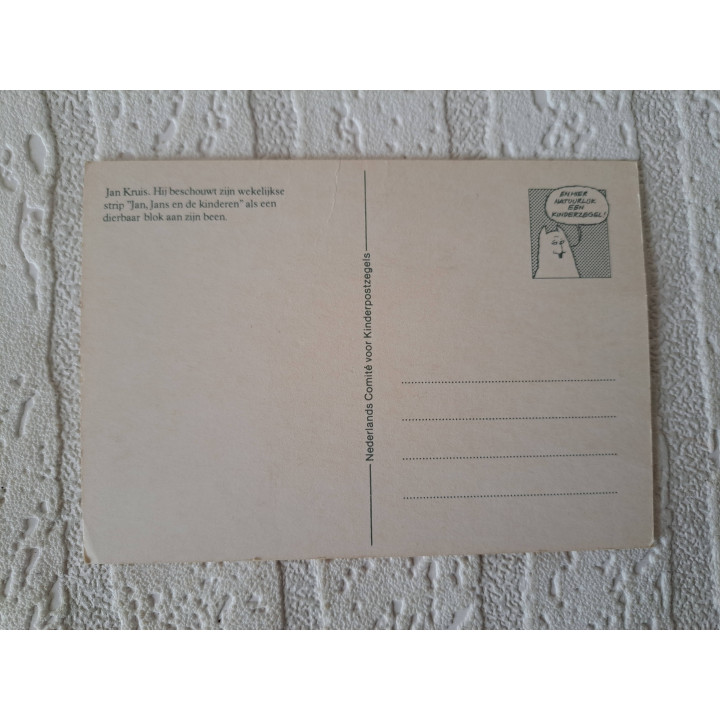 Jan Kruis. Hij beschouwt zijn wekelijkse
strip "Jan, Jans en de kinderen" als een
dierbaar blok aan zijn been.
Nederlands Comité voor Kinderpostzegels
EN HIER
NATUURLOK
EEN
KINDERZEGEL!